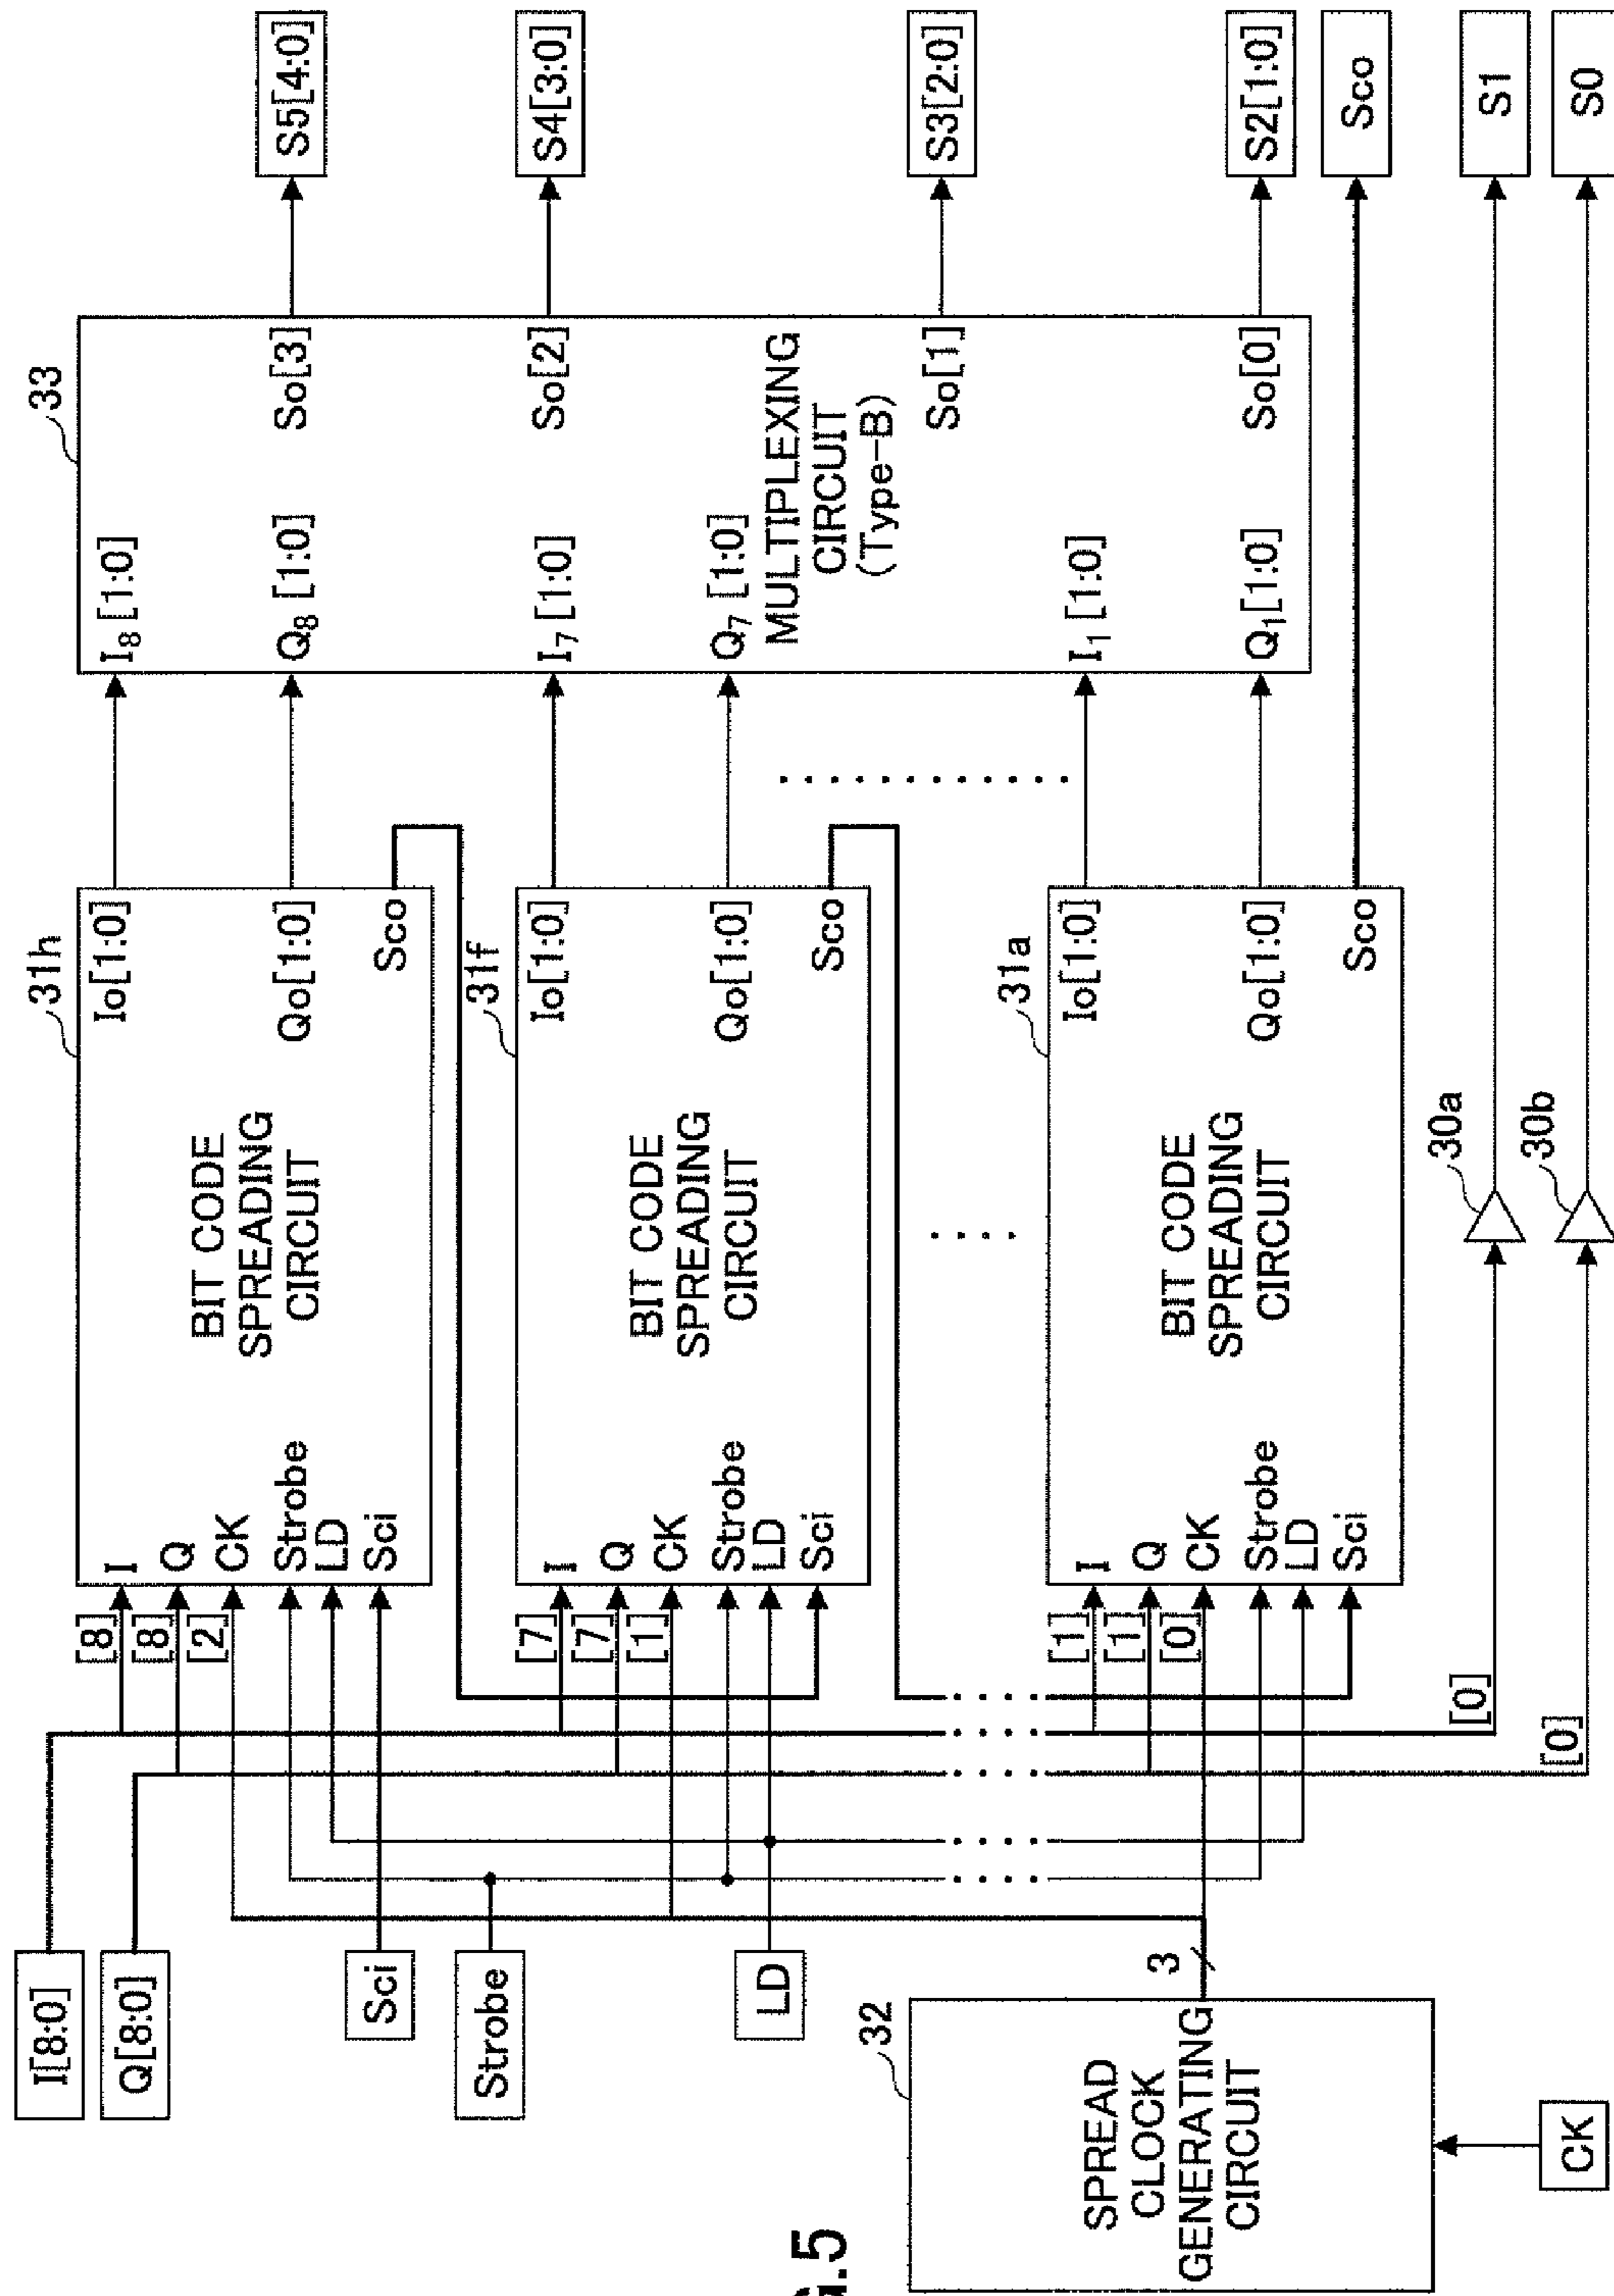 I[8:0]
Q[8:0]
Sci
Strobe
LD
32
SPREAD
CLOCK
GENERATING
CIRCUIT
3
CK
[8]
[8]
[2]
31h
I
Q
CK
Strobe
LD
Sci
BIT CODE
SPREADING
CIRCUIT
Io[1:0]
Qo[1:0]
Sco
[7]
[7]
[1]
31f
I
Q
CK
Strobe
LD
Sci
BIT CODE
SPREADING
CIRCUIT
Io[1:0]
Qo[1:0]
Sco
[1]
[1]
[0]
31a
I
Q
CK
Strobe
LD
Sci
BIT CODE
SPREADING
CIRCUIT
Io[1:0]
Qo[1:0]
Sco
[0]
[0]
30a
30b
33
I8 [1:0]
Q8 [1:0]
I7 [1:0]
Q7 [1:0]
I1 [1:0]
Q1[1:0]
MULTIPLEXING
CIRCUIT
(Type-B)
So[3]
So[2]
So[1]
So[0]
S5[4:0]
S4[3:0]
S3[2:0]
S2[1:0]
Sco
S1
S0
G.5